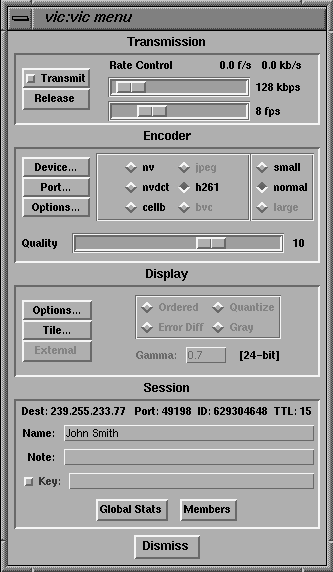 vic:vic menu
Transmission
Transmit
Rate Control 0.0 f/s 0.0 kb/s
128 kbps
Release
8 fps
Encoder
Device... nv jpeg small
Port... nvdct h261 normal
Options... cellb bvc large
Quality 10
Display
Options... Ordered Quantize
Tile... Error Diff Gray
External Gamma: 0.7 [24-bit]
Session
Dest: 239.255.233.77 Port: 49198 ID: 629304648 TTL: 15
Name: John Smith
Note:
Key:
Global Stats Members
Dismiss